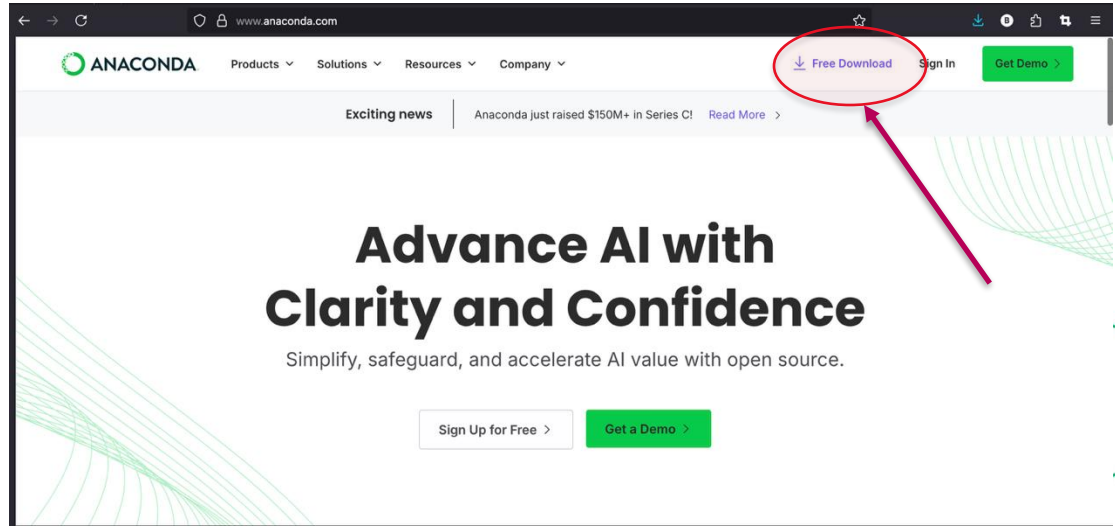 www.anaconda.com
ANACONDA
Products
Solutions
Resources
Company
Free Download
Sign In
Get Demo
Exciting news
Anaconda just raised $150M+ in Series C! Read More
Advance AI with
Clarity and Confidence
Simplify, safeguard, and accelerate AI value with open source.
Sign Up for Free
Get a Demo